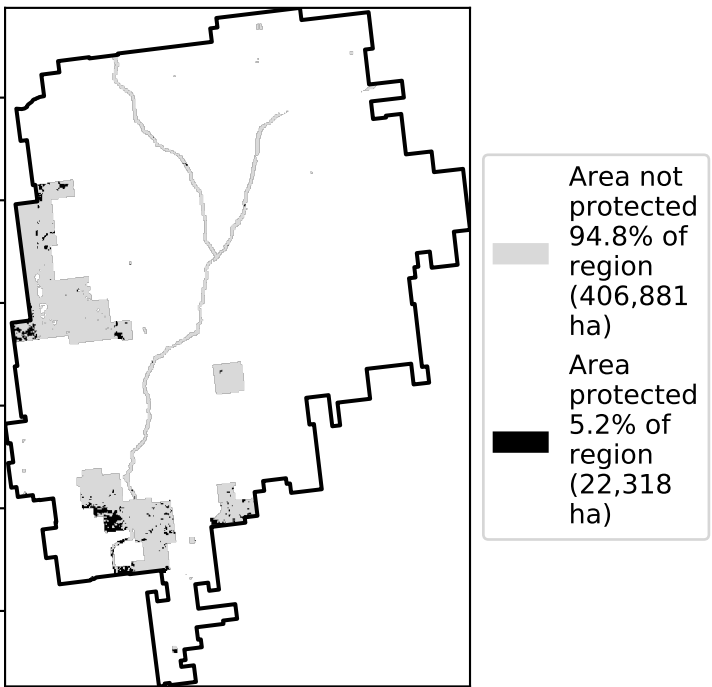 Area not
protected
94.8% of
region
(406,881
ha)
Area
protected
5.2% of
region
(22,318
ha)